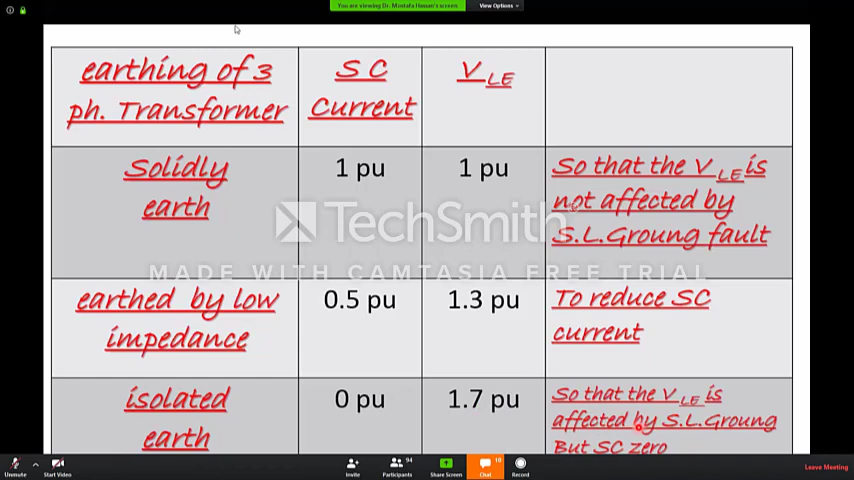 You are viewing Dr. Mostafa Hassan's screen
View Options
earthing of 3 ph. Transformer
S C Current
V LE
Solidly earth
1 pu
1 pu
So that the V LE is
not affected by
S.L.Groung fault
TechSmith
MADE WITH CAMTASIA FREE TRIAL
earthed by low impedance
0.5 pu
1.3 pu
To reduce SC
current
isolated earth
0 pu
1.7 pu
So that the V LE is
affected by S.L.Groung
But SC zero
Unmute
Start Video
Invite
94
Participants
Share Screen
10
Chat
Record
Leave Meeting